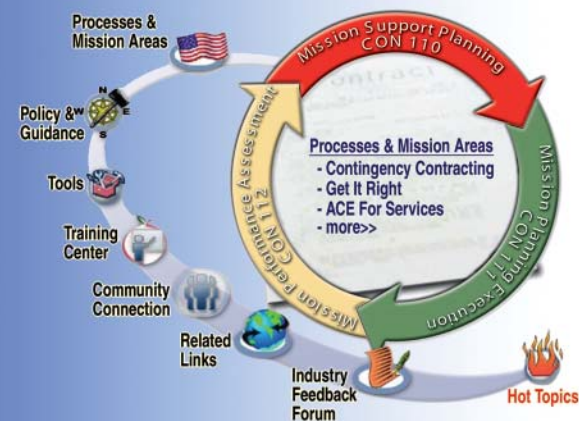 Processes &
Mission Areas
Policy &
Guidance
N
W
E
S
Tools
Training
Center
Community
Connection
Related
Links
Industry
Feedback
Forum
Hot Topics
Mission Support Planning
CON 110
Mission Planning Execution
CON 111
Mission Performance Assessment
CON 112
Processes & Mission Areas
- Contingency Contracting
- Get It Right
- ACE For Services
- more>>